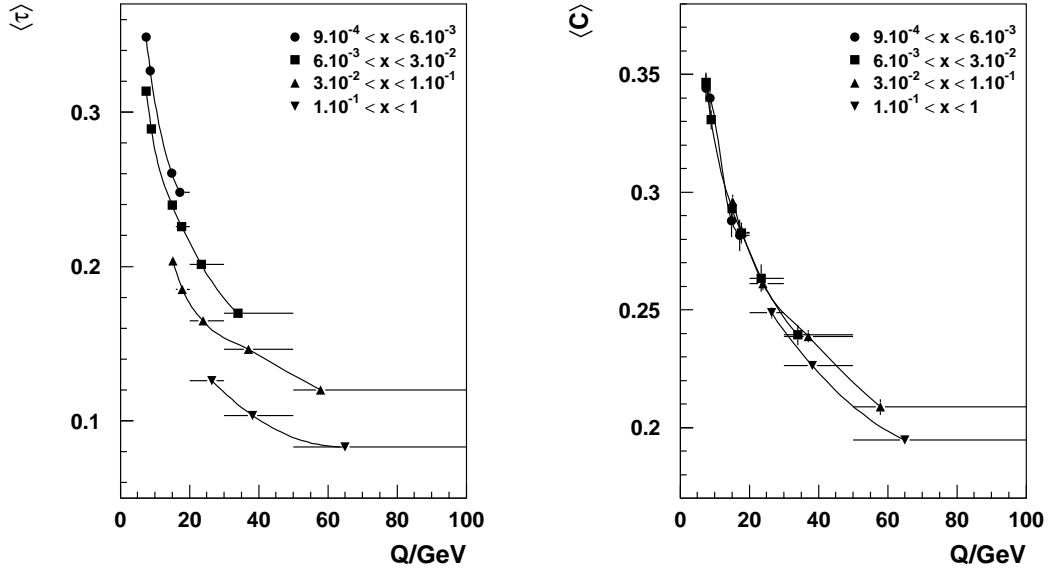 ⟨τ⟩
9.10⁻⁴ < x < 6.10⁻³
6.10⁻³ < x < 3.10⁻²
3.10⁻² < x < 1.10⁻¹
1.10⁻¹ < x < 1
0.3
0.2
0.1
0 20 40 60 80 100
Q/GeV
⟨C⟩
9.10⁻⁴ < x < 6.10⁻³
6.10⁻³ < x < 3.10⁻²
3.10⁻² < x < 1.10⁻¹
1.10⁻¹ < x < 1
0.35
0.3
0.25
0.2
0 20 40 60 80 100
Q/GeV